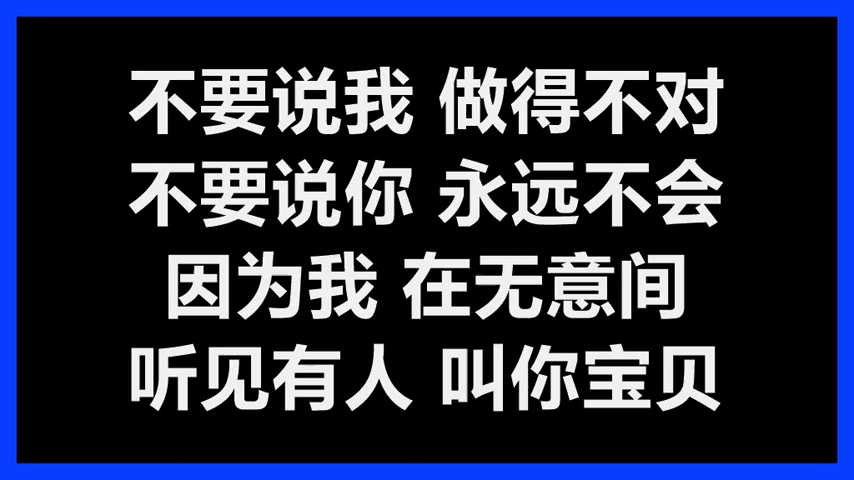 不要说我 做得不对
不要说你 永远不会
因为我 在无意间
听见有人 叫你宝贝